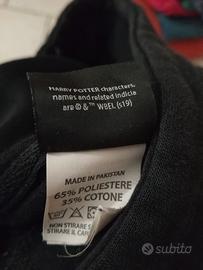 HARRY POTTER characters,
names and related indicia
are © & ™ WBEI. (s19)
MADE IN PAKISTAN
65% POLIESTERE
35% COTONE
NON STIRARE
STIRARE IL
subito